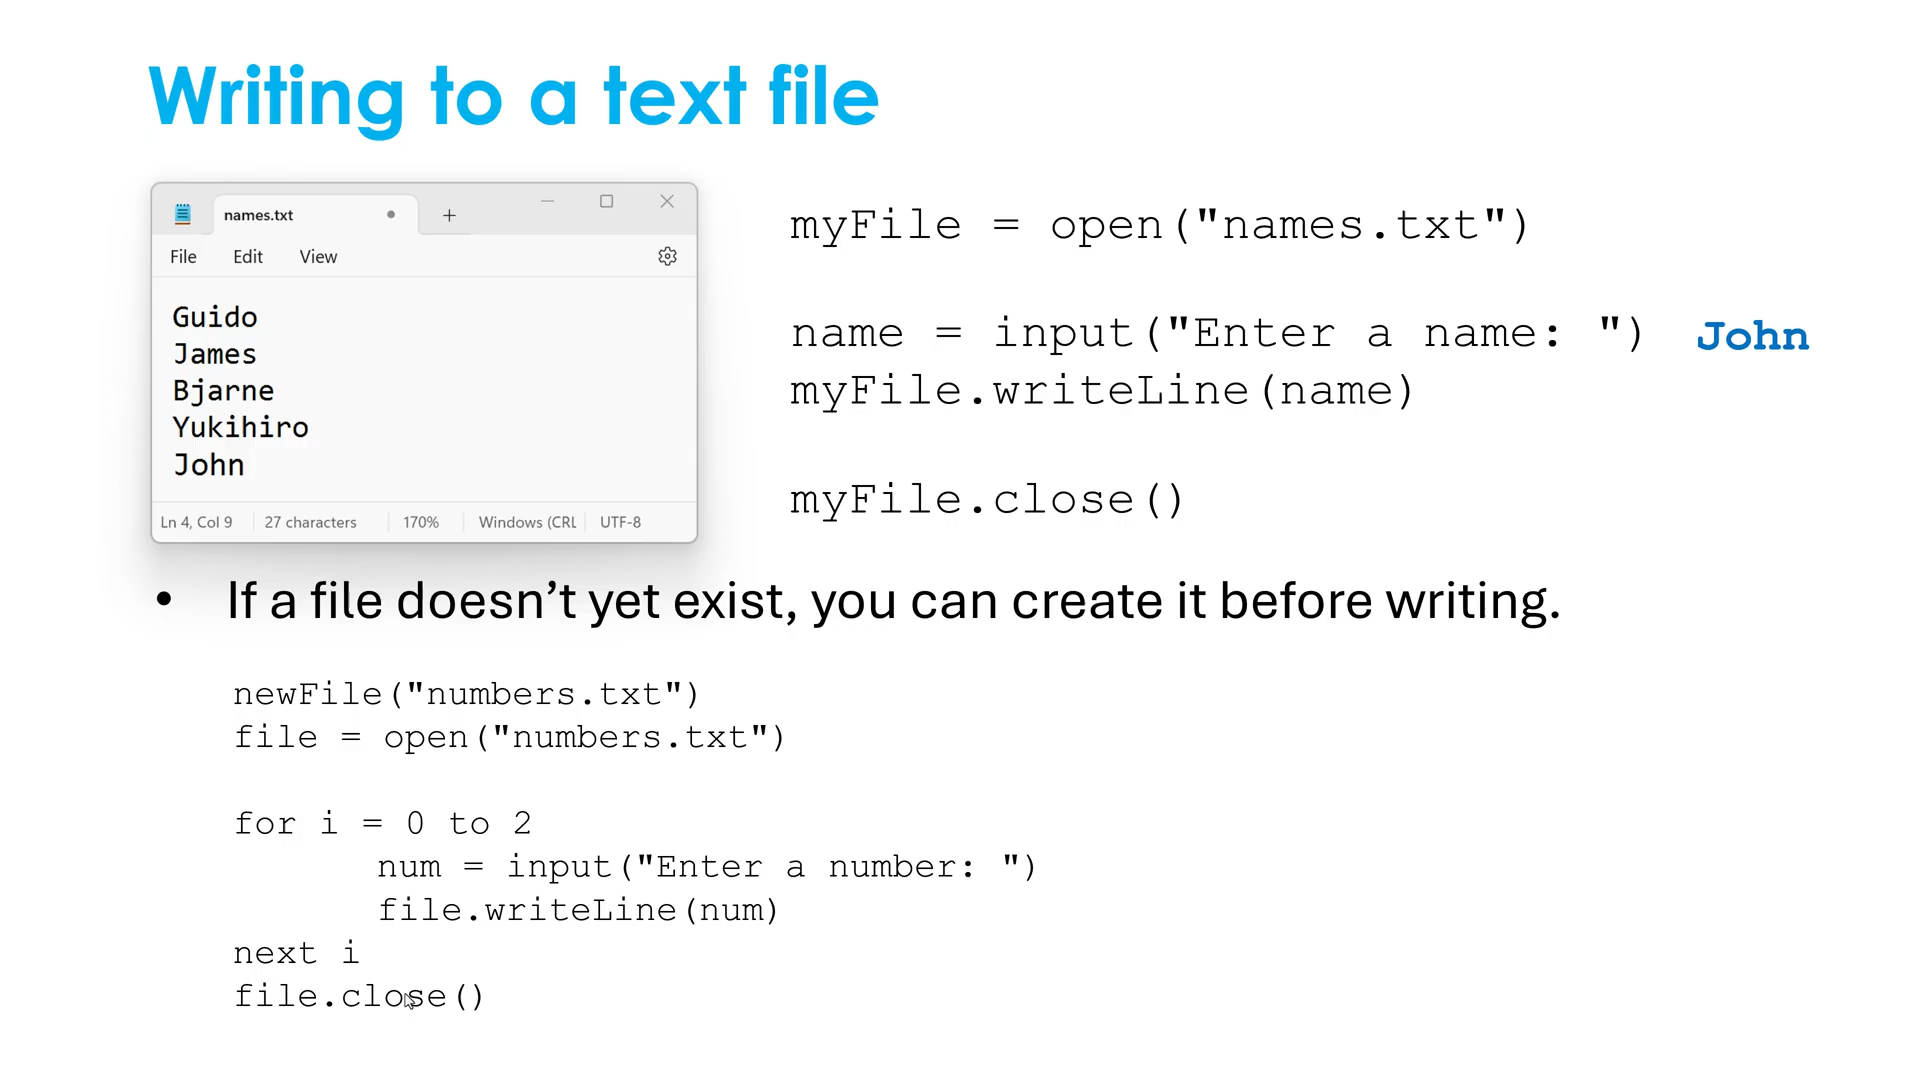 Writing to a text file
names.txt
File Edit View
Guido
James
Bjarne
Yukihiro
John
Ln 4, Col 9 27 characters 170% Windows (CRL UTF-8
myFile = open("names.txt")
name = input("Enter a name: ") John
myFile.writeLine(name)
myFile.close()
• If a file doesn’t yet exist, you can create it before writing.
newFile("numbers.txt")
file = open("numbers.txt")
for i = 0 to 2
num = input("Enter a number: ")
file.writeLine(num)
next i
file.close()